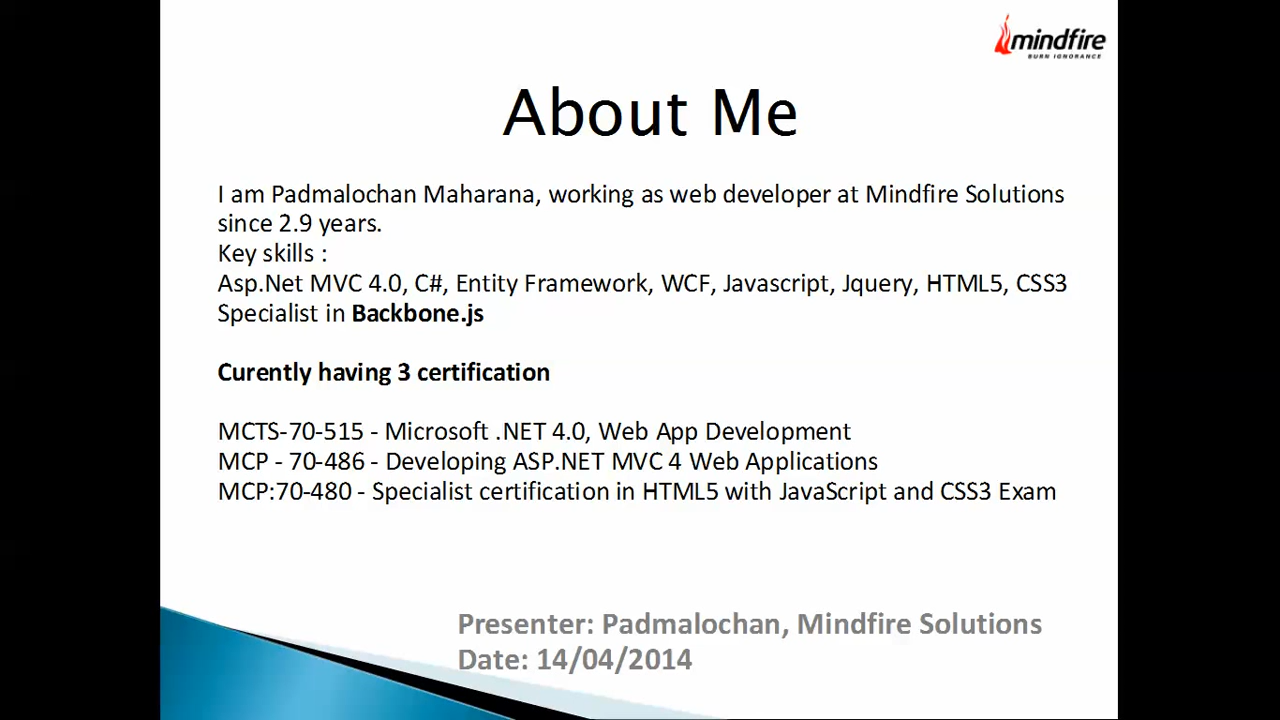 mindfire
BURN IGNORANCE
About Me
I am Padmalochan Maharana, working as web developer at Mindfire Solutions
since 2.9 years.
Key skills :
Asp.Net MVC 4.0, C#, Entity Framework, WCF, Javascript, Jquery, HTML5, CSS3
Specialist in Backbone.js
Curently having 3 certification
MCTS-70-515 - Microsoft .NET 4.0, Web App Development
MCP - 70-486 - Developing ASP.NET MVC 4 Web Applications
MCP:70-480 - Specialist certification in HTML5 with JavaScript and CSS3 Exam
Presenter: Padmalochan, Mindfire Solutions
Date: 14/04/2014